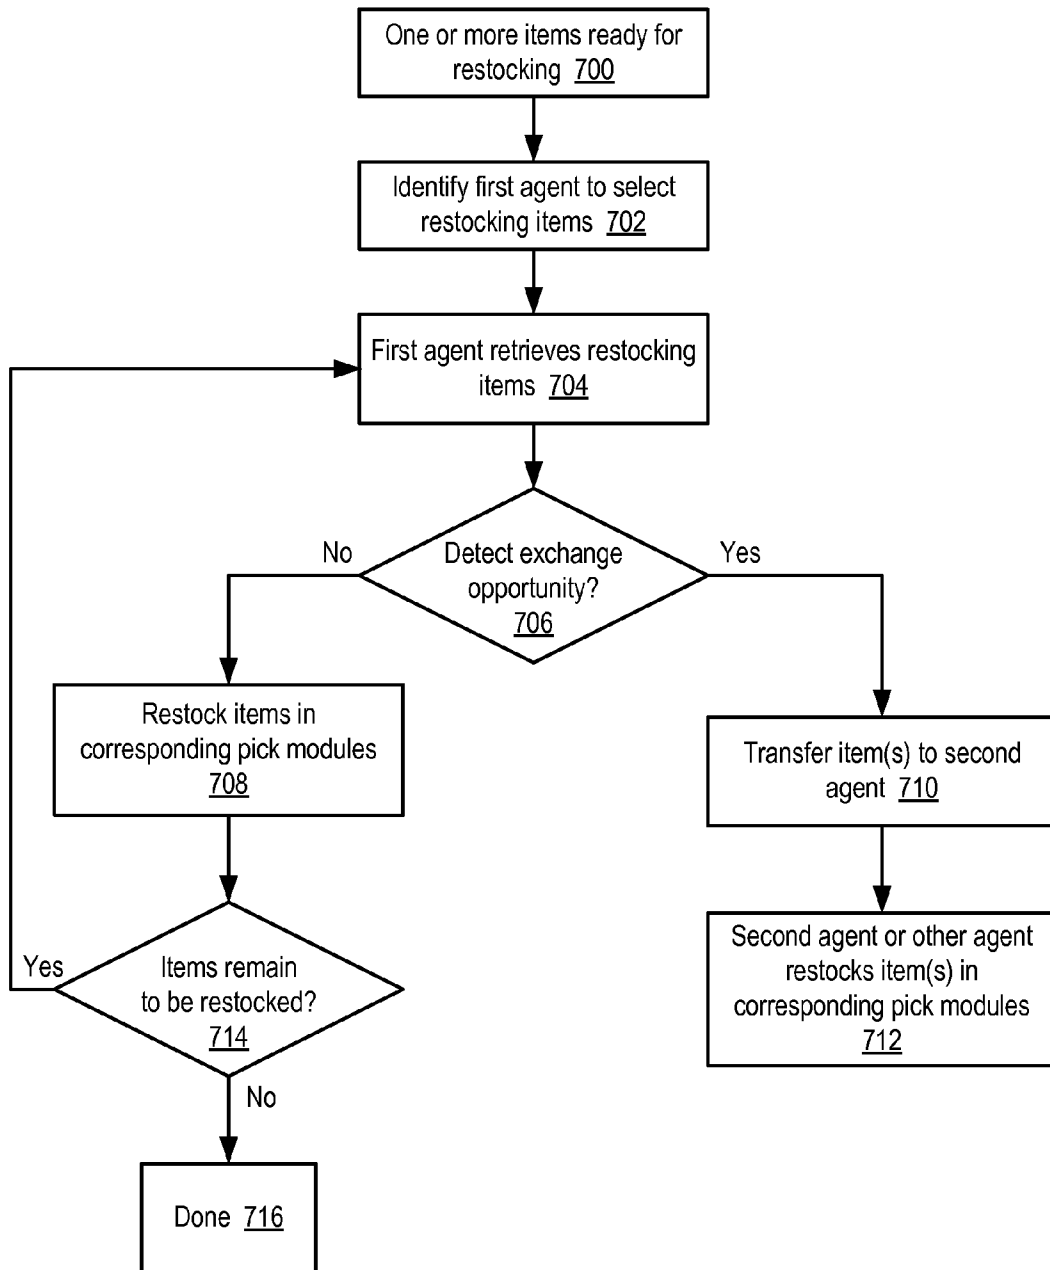 One or more items ready for
restocking 700
Identify first agent to select
restocking items 702
First agent retrieves restocking
items 704
Detect exchange
opportunity?
706
No
Yes
Restock items in
corresponding pick modules
708
Transfer item(s) to second
agent 710
Second agent or other agent
restocks item(s) in
corresponding pick modules
712
Items remain
to be restocked?
714
Yes
No
Done 716